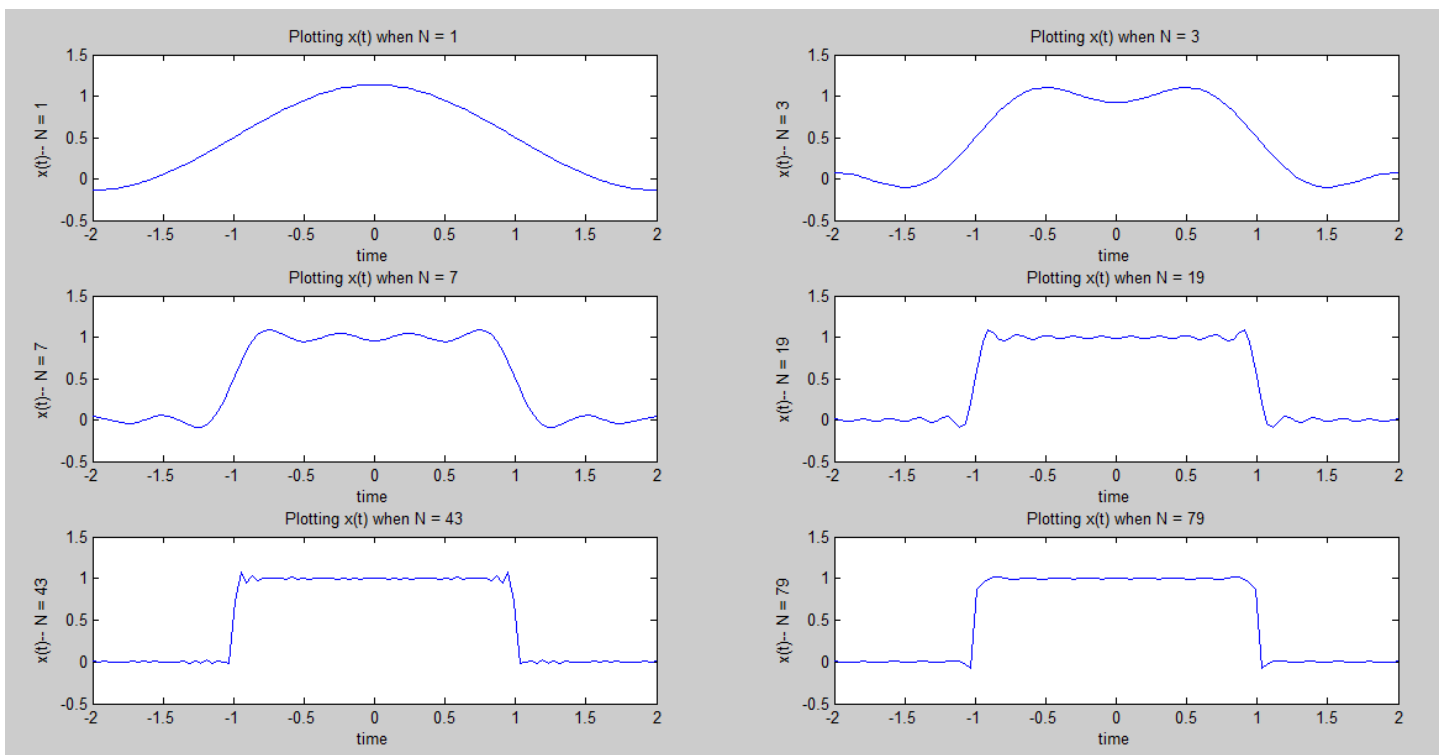 Plotting x(t) when N = 1
x(t)-- N = 1
1.5
1
0.5
0
-0.5
-2 -1.5 -1 -0.5 0 0.5 1 1.5 2
time
Plotting x(t) when N = 3
x(t)-- N = 3
1.5
1
0.5
0
-0.5
-2 -1.5 -1 -0.5 0 0.5 1 1.5 2
time
Plotting x(t) when N = 7
x(t)-- N = 7
1.5
1
0.5
0
-0.5
-2 -1.5 -1 -0.5 0 0.5 1 1.5 2
time
Plotting x(t) when N = 19
x(t)-- N = 19
1.5
1
0.5
0
-0.5
-2 -1.5 -1 -0.5 0 0.5 1 1.5 2
time
Plotting x(t) when N = 43
x(t)-- N = 43
1.5
1
0.5
0
-0.5
-2 -1.5 -1 -0.5 0 0.5 1 1.5 2
time
Plotting x(t) when N = 79
x(t)-- N = 79
1.5
1
0.5
0
-0.5
-2 -1.5 -1 -0.5 0 0.5 1 1.5 2
time